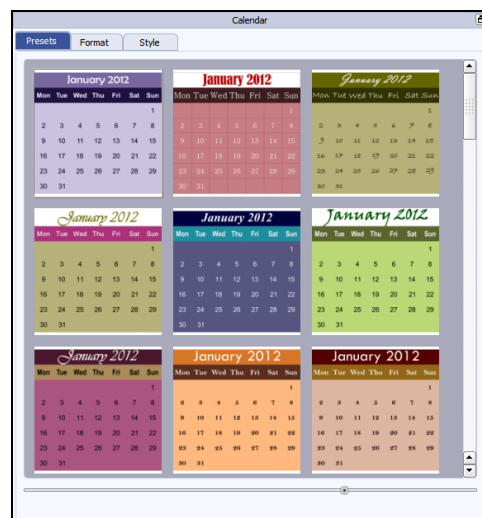 Calendar
Presets Format Style
January 2012
Mon Tue Wed Thu Fri Sat Sun
1
2 3 4 5 6 7 8
9 10 11 12 13 14 15
16 17 18 19 20 21 22
23 24 25 26 27 28 29
30 31
January 2012
Mon Tue Wed Thu Fri Sat Sun
1
2 3 4 5 6 7 8
9 10 11 12 13 14 15
16 17 18 19 20 21 22
23 24 25 26 27 28 29
30 31
January 2012
Mon Tue Wed Thu Fri Sat Sun
1
2 3 4 5 6 7 8
9 10 11 12 13 14 15
16 17 18 19 20 21 22
23 24 25 26 27 28 29
30 31
January 2012
Mon Tue Wed Thu Fri Sat Sun
1
2 3 4 5 6 7 8
9 10 11 12 13 14 15
16 17 18 19 20 21 22
23 24 25 26 27 28 29
30 31
January 2012
Mon Tue Wed Thu Fri Sat Sun
1
2 3 4 5 6 7 8
9 10 11 12 13 14 15
16 17 18 19 20 21 22
23 24 25 26 27 28 29
30 31
January 2012
Mon Tue Wed Thu Fri Sat Sun
1
2 3 4 5 6 7 8
9 10 11 12 13 14 15
16 17 18 19 20 21 22
23 24 25 26 27 28 29
30 31
January 2012
Mon Tue Wed Thu Fri Sat Sun
1
2 3 4 5 6 7 8
9 10 11 12 13 14 15
16 17 18 19 20 21 22
23 24 25 26 27 28 29
30 31
January 2012
Mon Tue Wed Thu Fri Sat Sun
1
2 3 4 5 6 7 8
9 10 11 12 13 14 15
16 17 18 19 20 21 22
23 24 25 26 27 28 29
30 31
January 2012
Mon Tue Wed Thu Fri Sat Sun
1
2 3 4 5 6 7 8
9 10 11 12 13 14 15
16 17 18 19 20 21 22
23 24 25 26 27 28 29
30 31